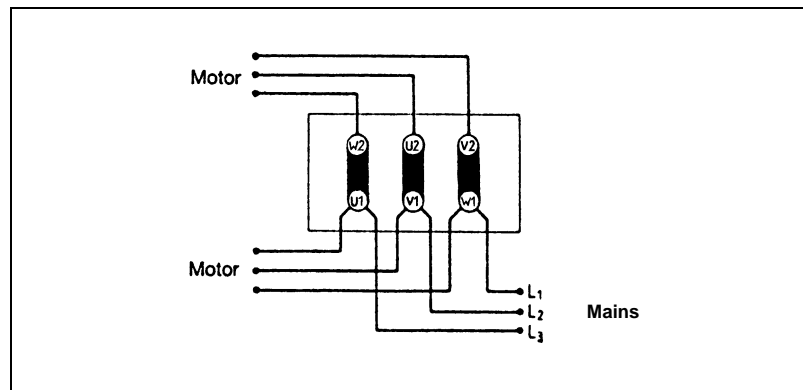 Motor
W2 U2 V2
U1 V1 W1
Motor
L1
L2 Mains
L3